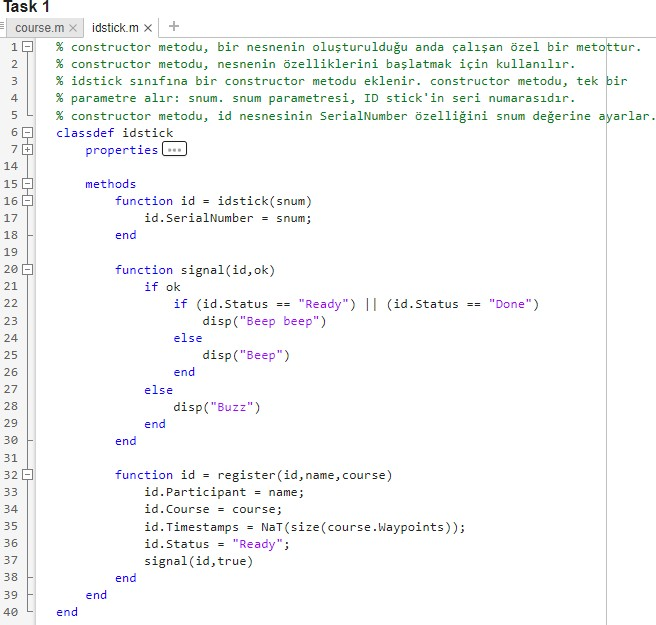 Task 1
course.m × idstick.m × +
1 % constructor metodu, bir nesnenin oluşturulduğu anda çalışan özel bir metottur.
2 % constructor metodu, nesnenin özelliklerini başlatmak için kullanılır.
3 % idstick sınıfına bir constructor metodu eklenir. constructor metodu, tek bir
4 % parametre alır: snum. snum parametresi, ID stick'in seri numarasıdır.
5 % constructor metodu, id nesnesinin SerialNumber özelliğini snum değerine ayarlar.
6 classdef idstick
7 properties ...
14
15 methods
16 function id = idstick(snum)
17 id.SerialNumber = snum;
18 end
19
20 function signal(id,ok)
21 if ok
22 if (id.Status == "Ready") || (id.Status == "Done")
23 disp("Beep beep")
24 else
25 disp("Beep")
26 end
27 else
28 disp("Buzz")
29 end
30 end
31
32 function id = register(id,name,course)
33 id.Participant = name;
34 id.Course = course;
35 id.Timestamps = NaT(size(course.Waypoints));
36 id.Status = "Ready";
37 signal(id,true)
38 end
39 end
40 end